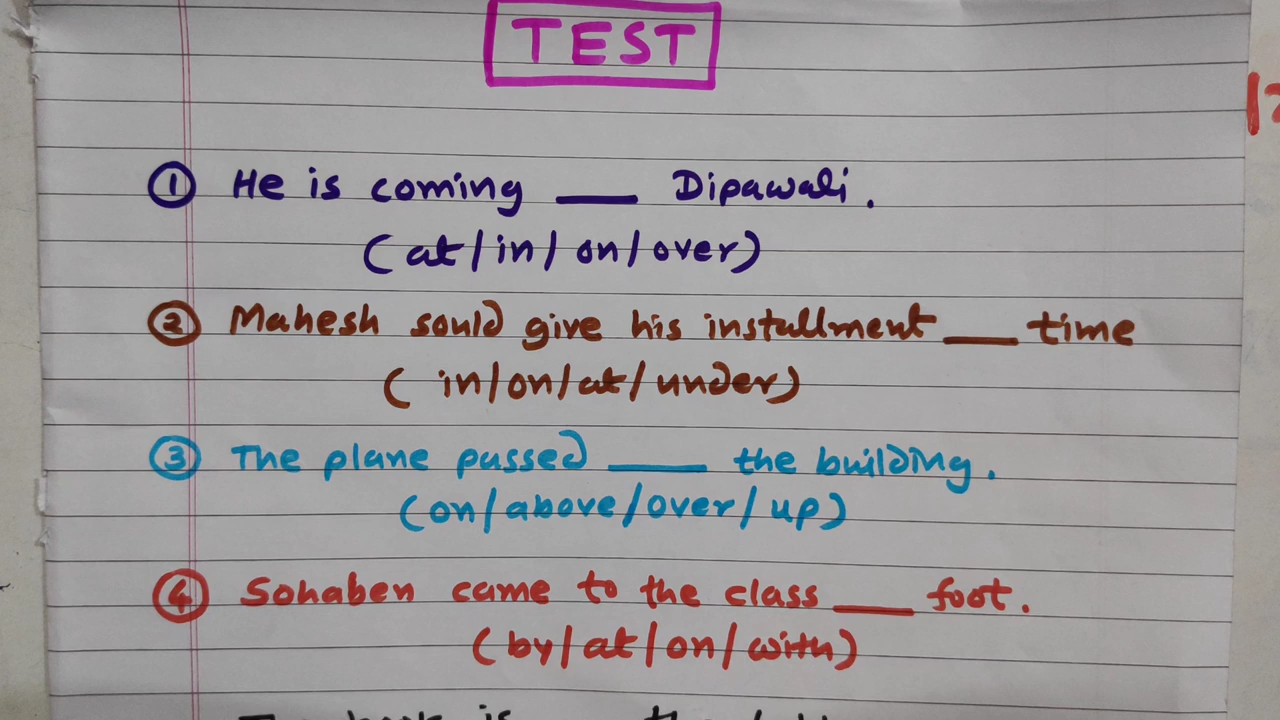 TEST
① He is coming ___ Dipawali.
(at/in/on/over)
② Mahesh sould give his installment ___ time
(in/on/at/under)
③ The plane passed ___ the building.
(on/above/over/up)
④ Sonaben came to the class ___ foot.
(by/at/on/with)
is